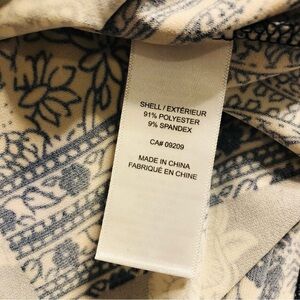 SHELL / EXTÉRIEUR
91% POLYESTER
9% SPANDEX
CA# 09209
MADE IN CHINA
FABRIQUÉ EN CHINE